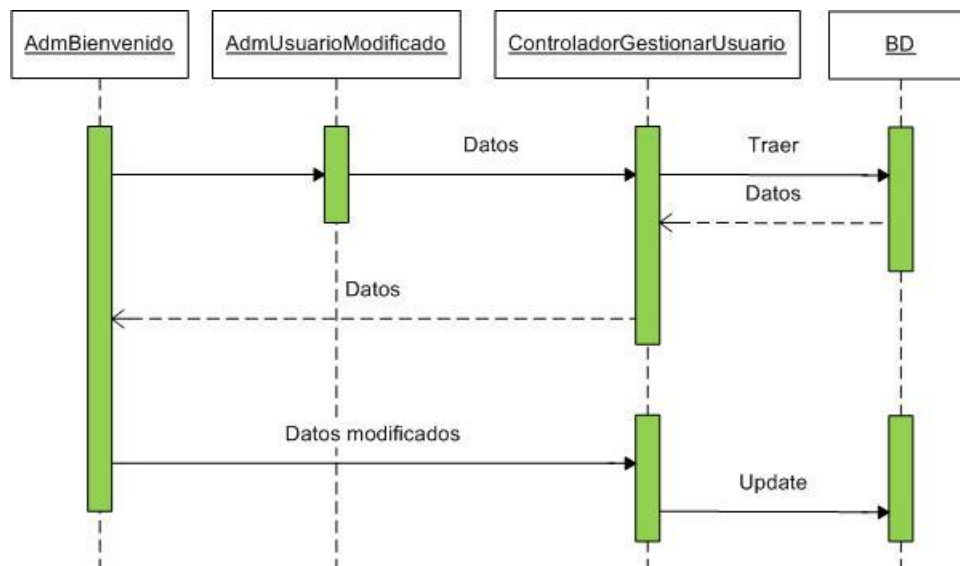 AdmBienvenido
AdmUsuarioModificado
ControladorGestionarUsuario
BD
Datos
Traer
Datos
Datos
Datos modificados
Update